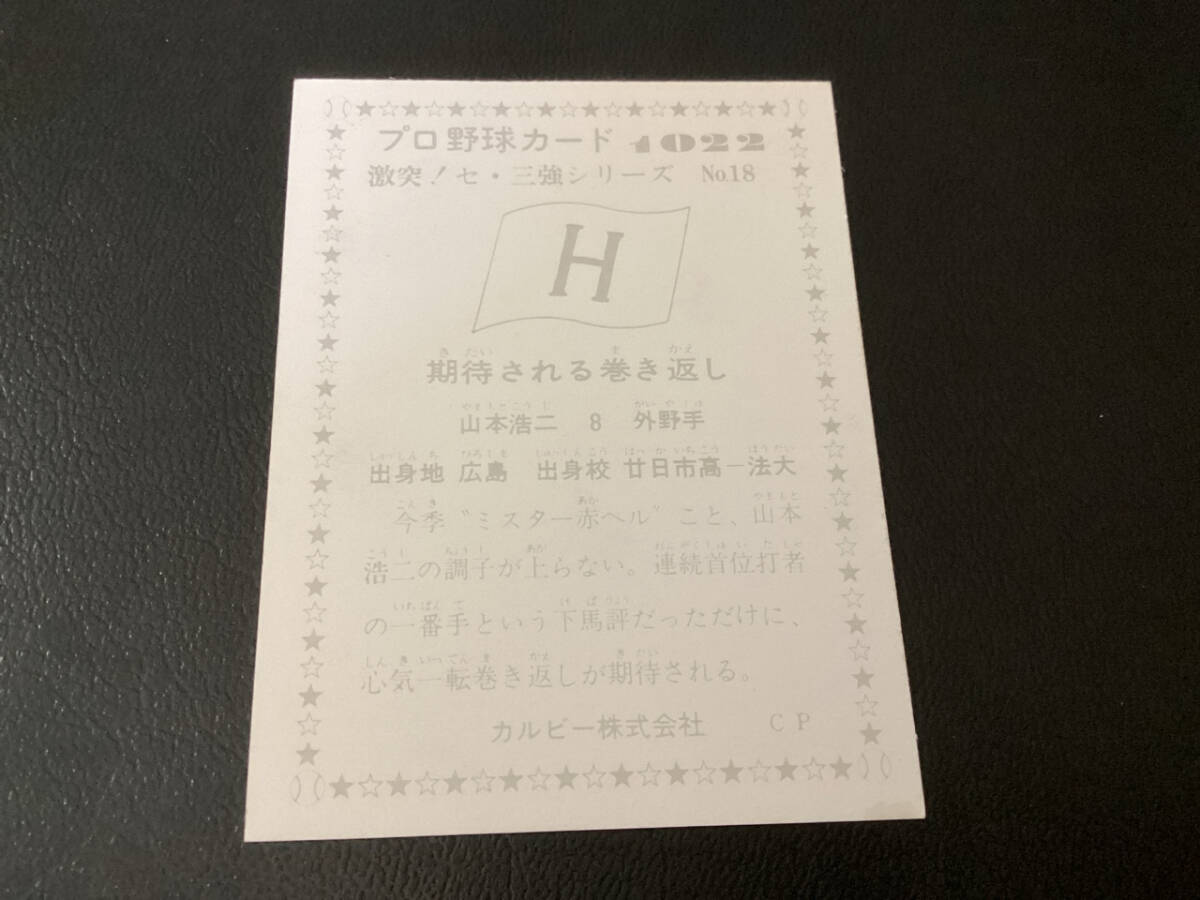 プロ野球カード 1022
激突!セ・三強シリーズ No.18
H
期待される巻き返し
山本浩二 8 外野手
出身地 広島 出身校 廿日市高－法大
今季“ミスター赤ヘル”こと、山本
浩二の調子が上らない。連続首位打者
の一番手という下馬評だっただけに、
心気一転巻き返しが期待される。
カルビー株式会社 CP